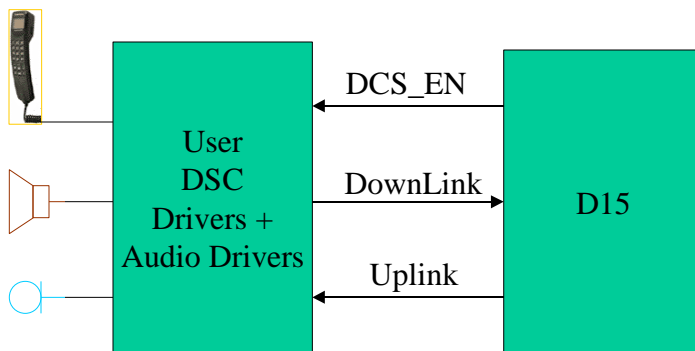 User
DSC
Drivers +
Audio Drivers
DCS_EN
DownLink
Uplink
D15